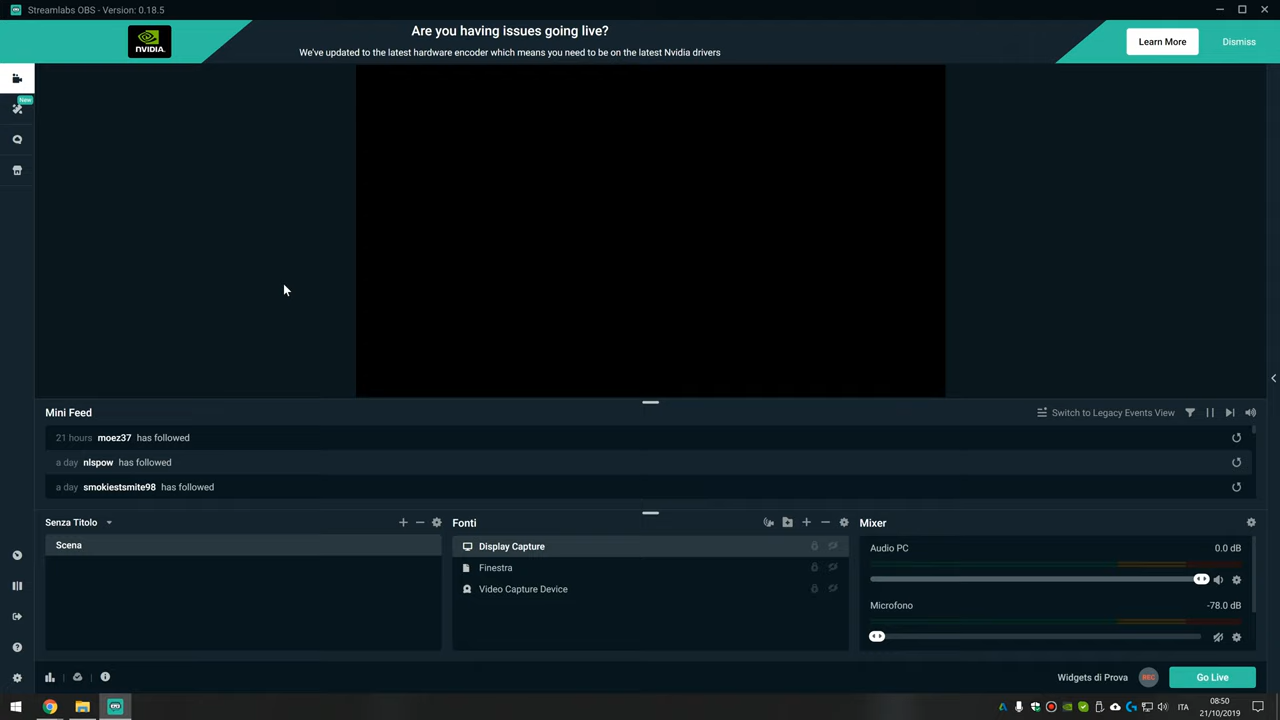 Streamlabs OBS - Version: 0.18.5
Are you having issues going live?
NVIDIA.
We've updated to the latest hardware encoder which means you need to be on the latest Nvidia drivers
Learn More
Dismiss
New
Mini Feed
Switch to Legacy Events View
21 hours moez37 has followed
a day nlspow has followed
a day smokiestsmite98 has followed
Senza Titolo
Scena
Fonti
Display Capture
Finestra
Video Capture Device
Mixer
Audio PC 0.0 dB
Microfono -78.0 dB
Widgets di Prova
REC
Go Live
ITA
08:50
21/10/2019